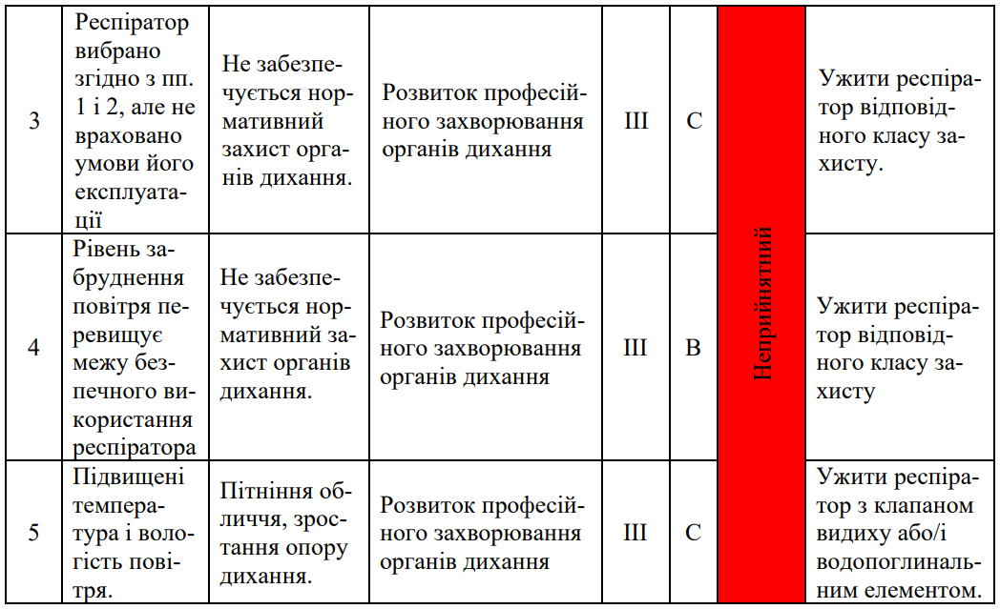 3
Респіратор
вибрано
згідно з пп.
1 і 2, але не
враховано
умови його
експлуата-
ції
Не забезпе-
чується нор-
мативний
захист орга-
нів дихання.
Розвиток професій-
ного захворювання
органів дихання
III
С
Неприйнятний
Ужити респіра-
тор відповід-
ного класу за-
хисту.
4
Рівень за-
бруднення
повітря пе-
ревищує
межу без-
печного ви-
користання
респіратора
Не забезпе-
чується нор-
мативний за-
хист органів
дихання.
Розвиток професій-
ного захворювання
органів дихання
III
В
Ужити респіра-
тор відповід-
ного класу за-
хисту
5
Підвищені
темпера-
тура і воло-
гість пові-
тря.
Пітніння об-
личчя, зрос-
тання опору
дихання.
Розвиток професій-
ного захворювання
органів дихання
III
С
Ужити респіра-
тор з клапаном
видиху або/і
водопоглиналь-
ним елементом.